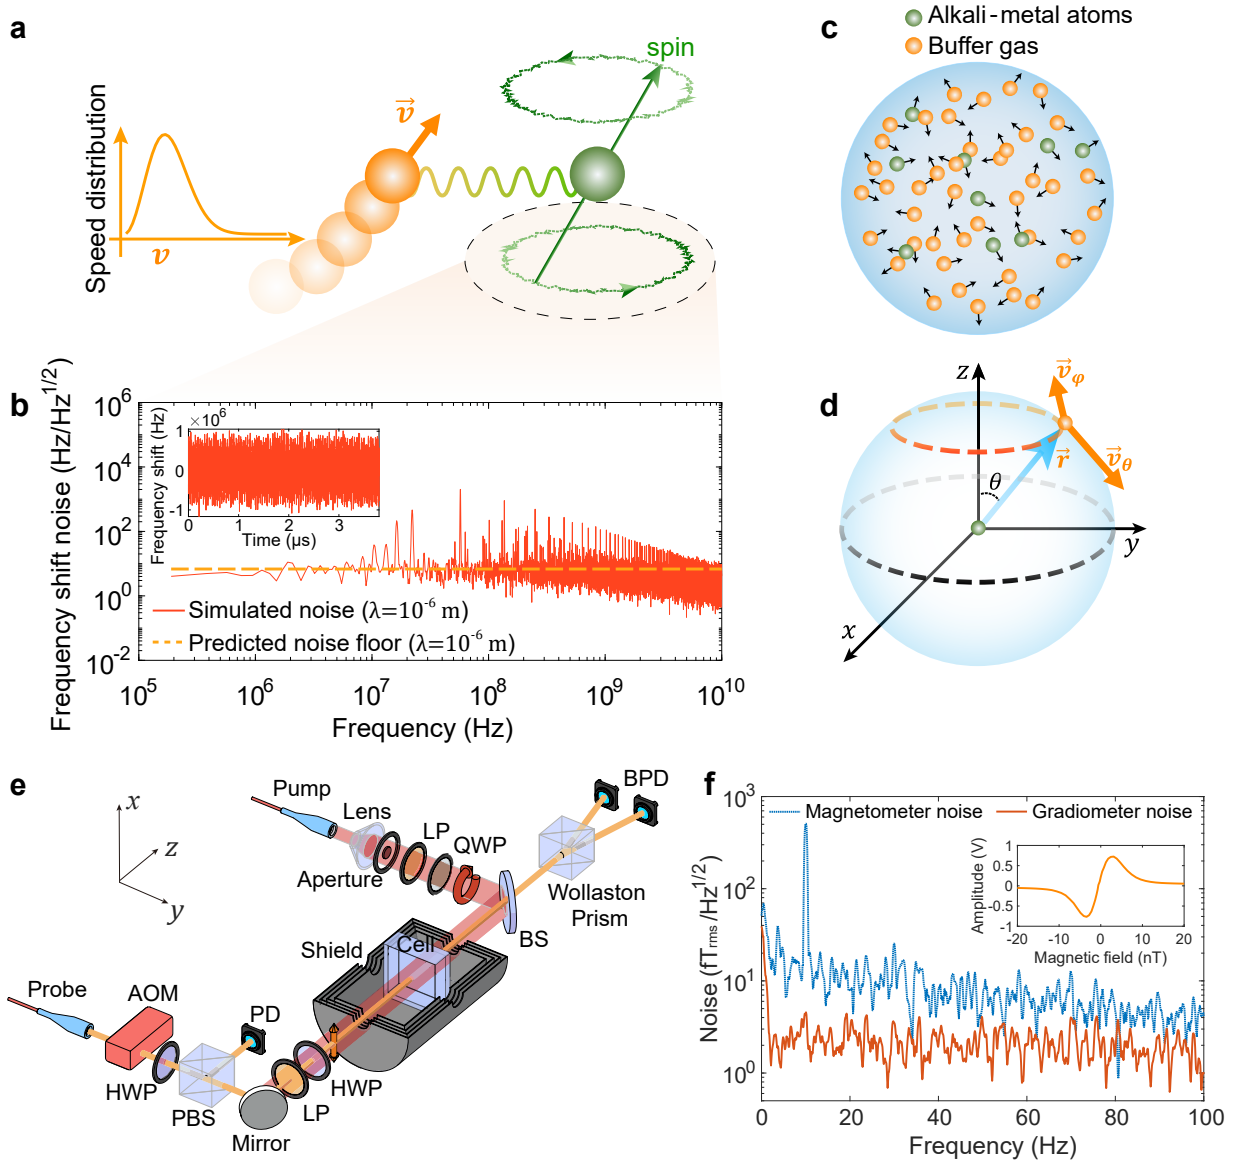 a
Speed distribution
v
v⃗
spin
c
Alkali-metal atoms
Buffer gas
b
Frequency shift noise (Hz/Hz^1/2)
10^6
10^4
10^2
10^0
10^-2
10^5
10^6
10^7
10^8
10^9
10^10
Frequency (Hz)
×10^6
Frequency shift (Hz)
1
0
-1
0
1
2
3
Time (μs)
Simulated noise (λ=10^-6 m)
Predicted noise floor (λ=10^-6 m)
d
z
v⃗φ
v⃗θ
r⃗
θ
y
x
e
x
z
y
Pump
Lens
Aperture
LP
QWP
BPD
Wollaston
Prism
BS
Shield
Cell
Probe
AOM
PD
HWP
PBS
Mirror
LP
HWP
f
Noise (fT_rms/Hz^1/2)
10^3
10^2
10^1
10^0
Magnetometer noise
Gradiometer noise
Amplitude (V)
1
0.5
0
-0.5
-1
-20
-10
0
10
20
Magnetic field (nT)
0
20
40
60
80
100
Frequency (Hz)